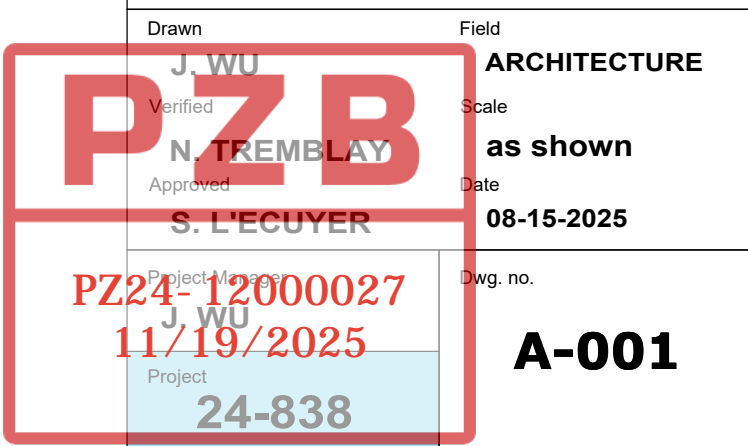 Drawn
J. WU
Field
ARCHITECTURE
PZB
Verified
N. TREMBLAY
Scale
as shown
Approved
S. L'ECUYER
Date
08-15-2025
Project Manager
J. WU
PZ24- 12000027
11/19/2025
Project
24-838
Dwg. no.
A-001